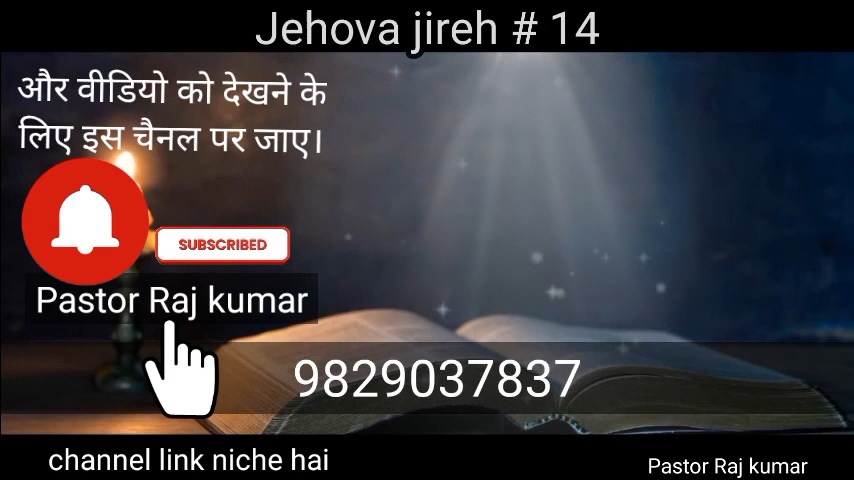 Jehova jireh # 14
और वीडियो को देखने के
लिए इस चैनल पर जाए।
SUBSCRIBED
Pastor Raj kumar
9829037837
channel link niche hai
Pastor Raj kumar